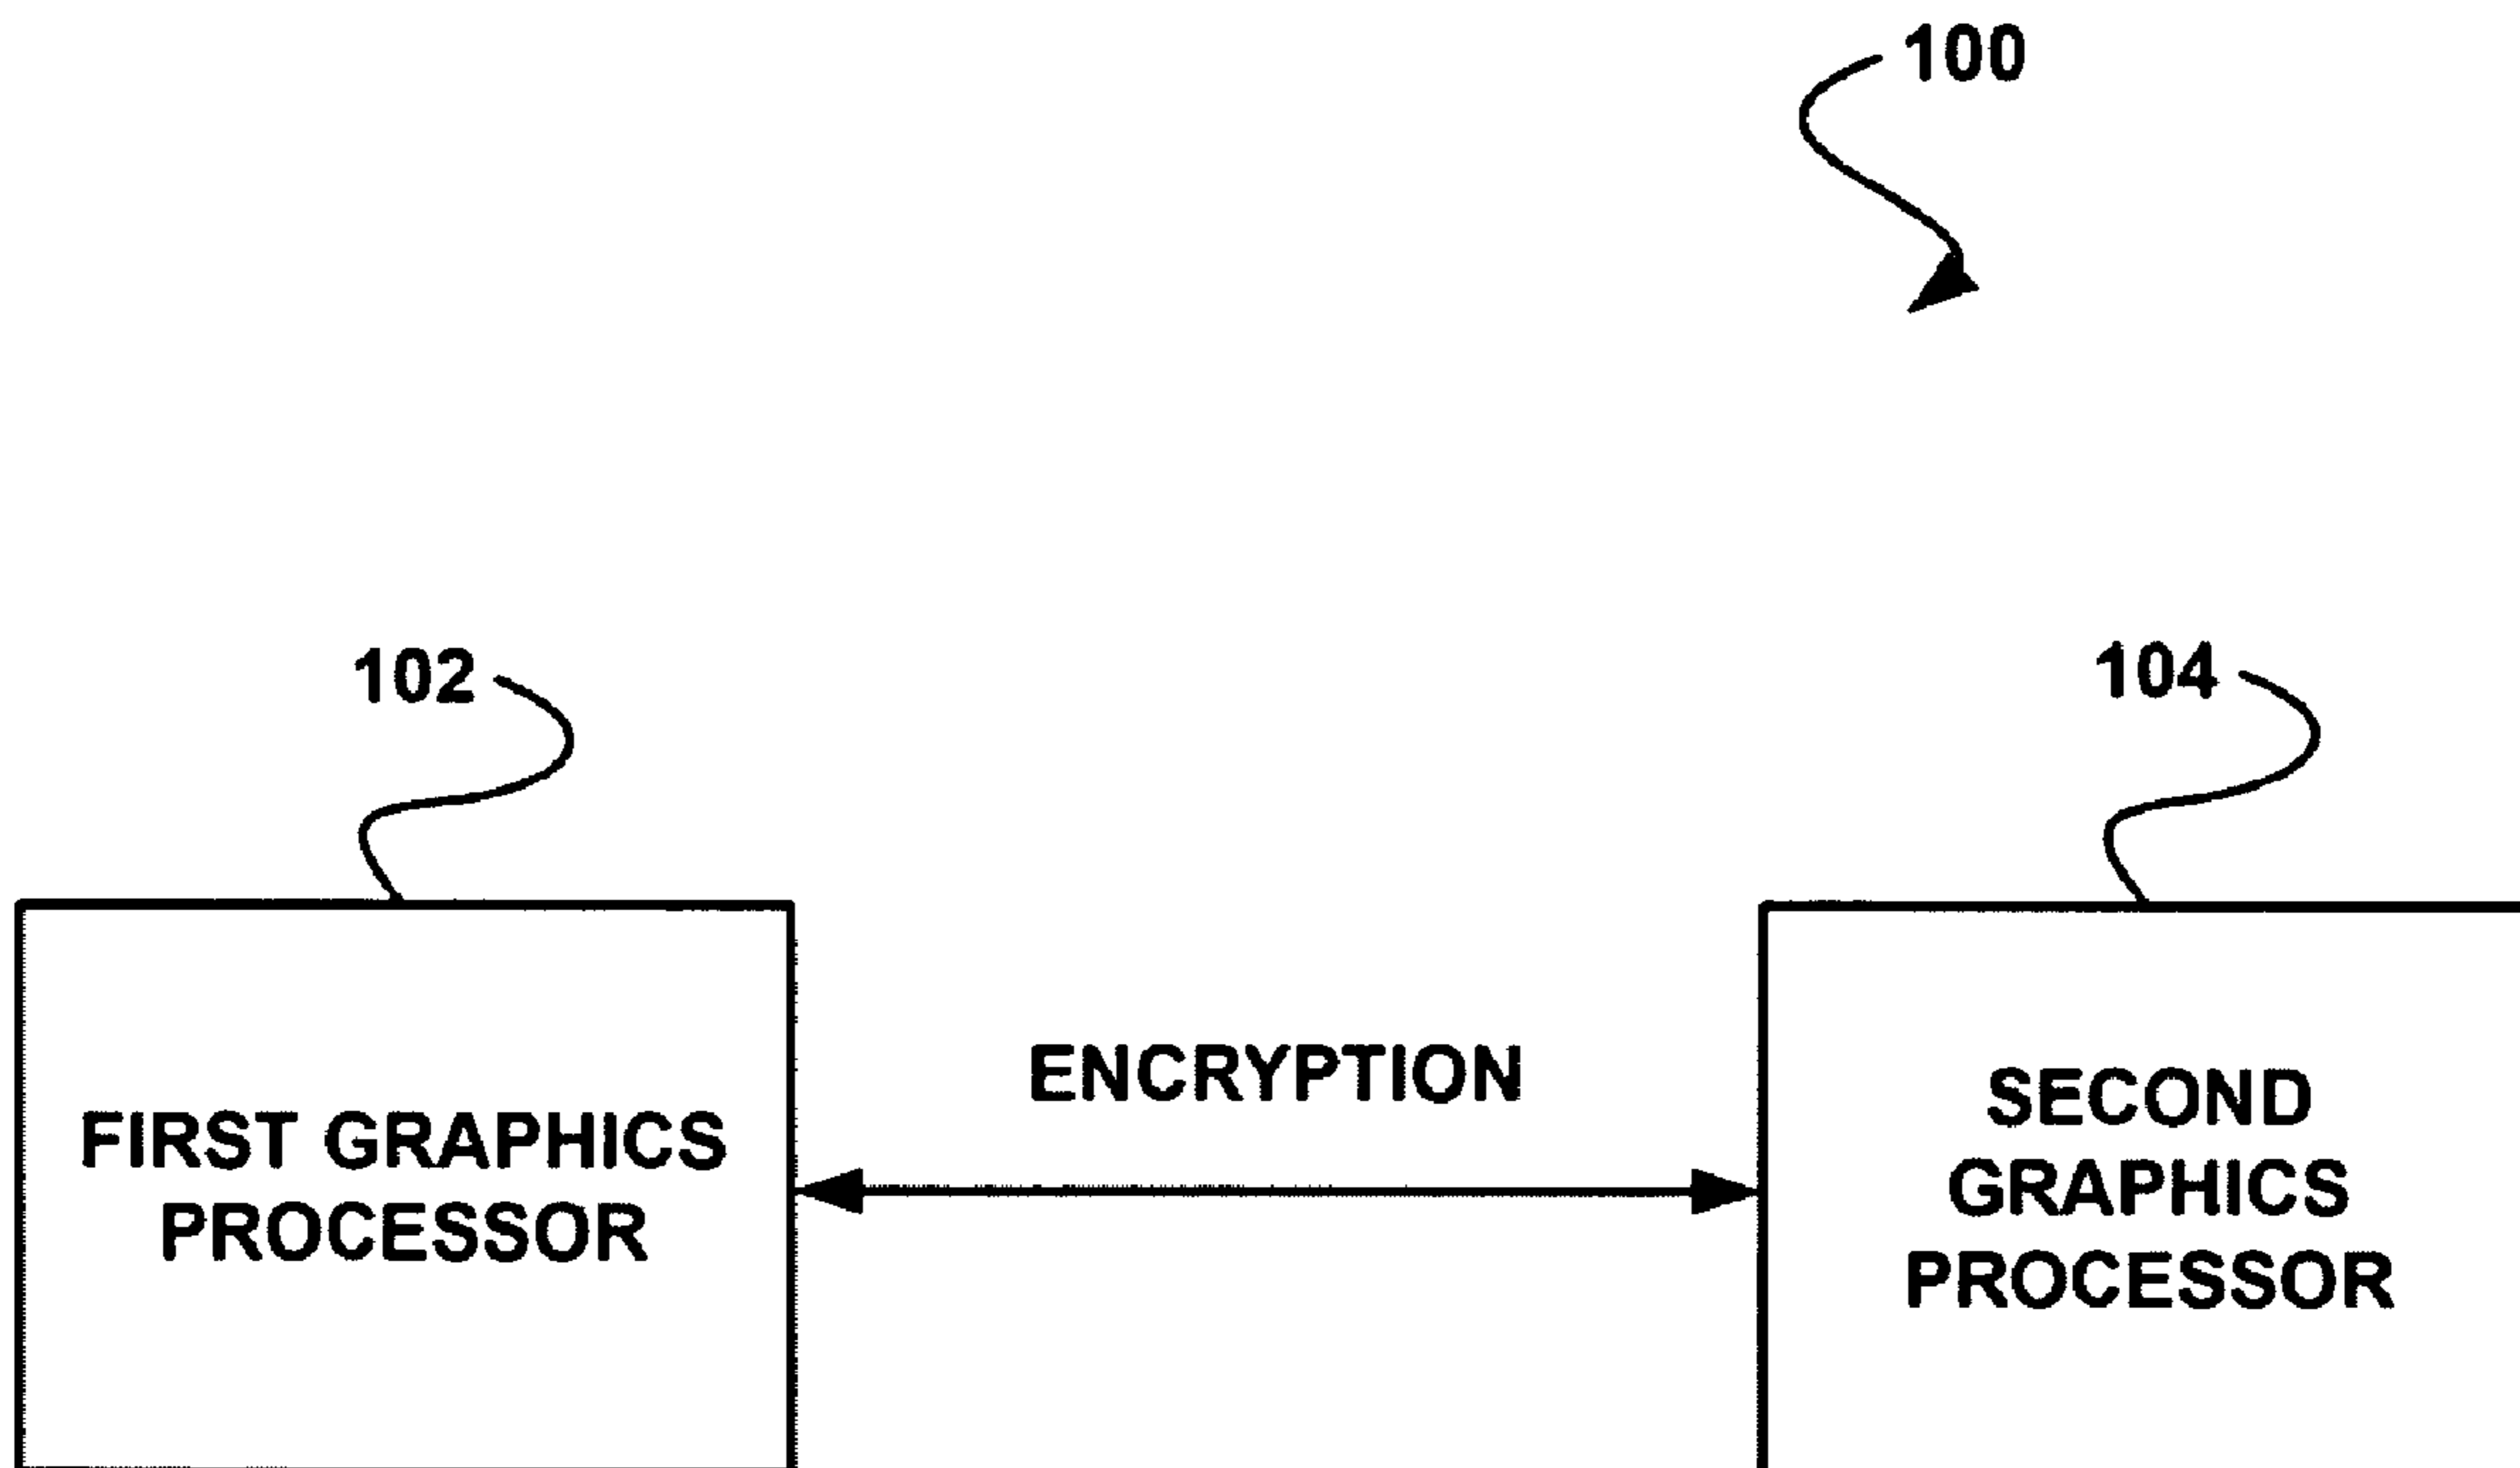 100
102
104
ENCRYPTION
FIRST GRAPHICS
PROCESSOR
SECOND
GRAPHICS
PROCESSOR